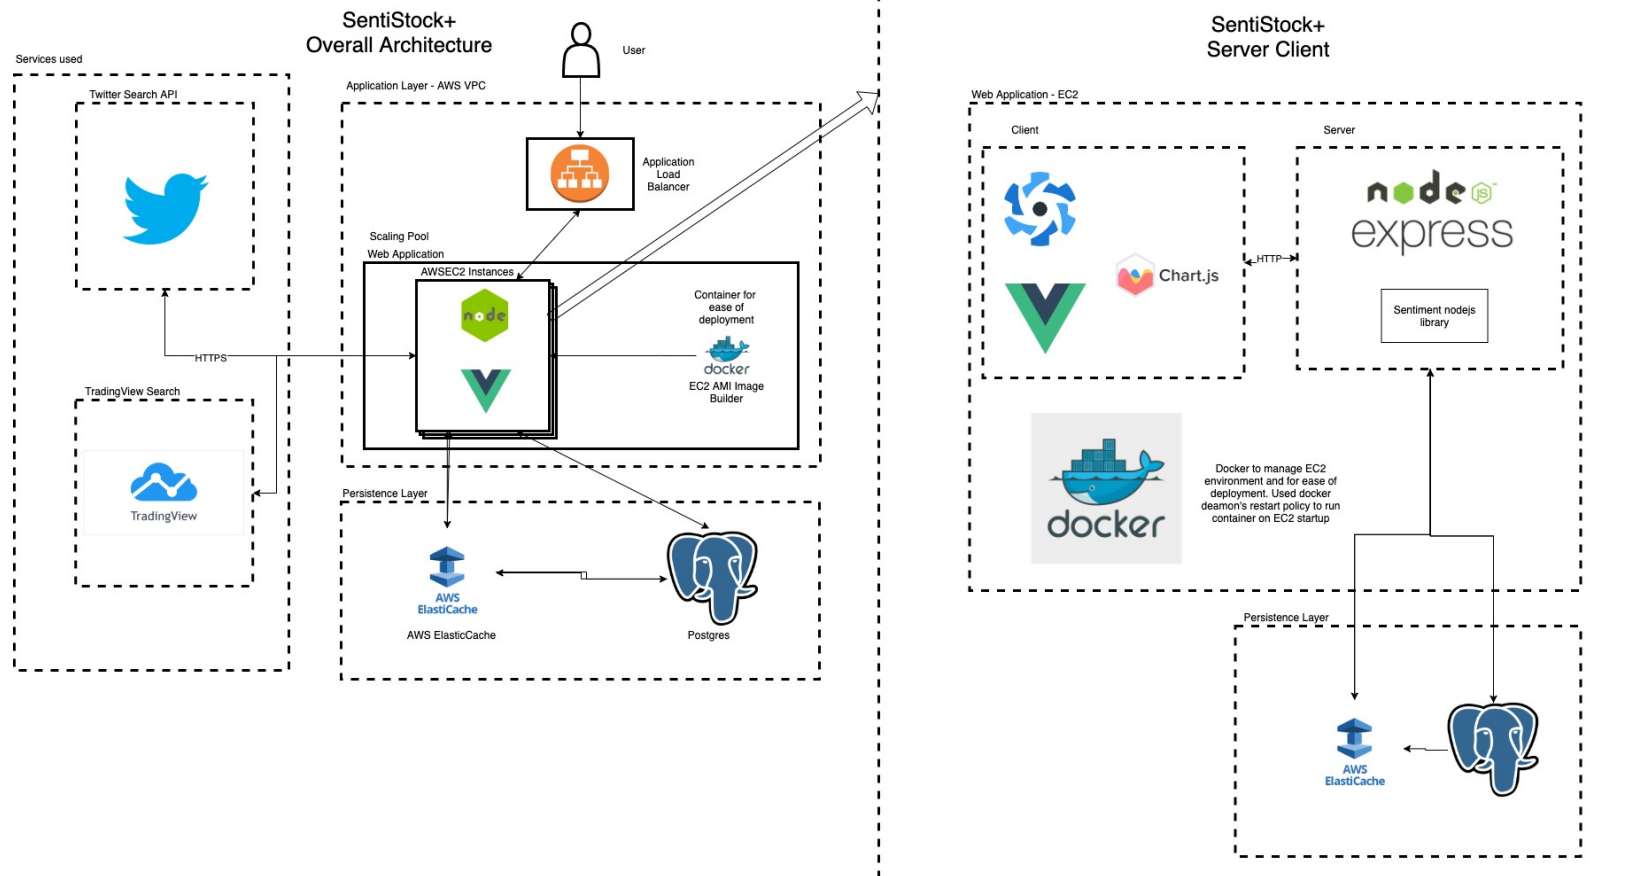 SentiStock+
Overall Architecture
User
Services used
Twitter Search API
HTTPS
TradingView Search
TradingView
Application Layer - AWS VPC
Application
Load
Balancer
Scaling Pool
Web Application
AWSEC2 Instances
node
Container for
ease of
deployment
docker
EC2 AMI Image
Builder
Persistence Layer
AWS
ElastiCache
AWS ElasticCache
Postgres
SentiStock+
Server Client
Web Application - EC2
Client
Chart.js
HTTP
Server
node JS
express
Sentiment nodejs
library
docker
Docker to manage EC2
environment and for ease of
deployment. Used docker
deamon's restart policy to run
container on EC2 startup
Persistence Layer
AWS
ElastiCache